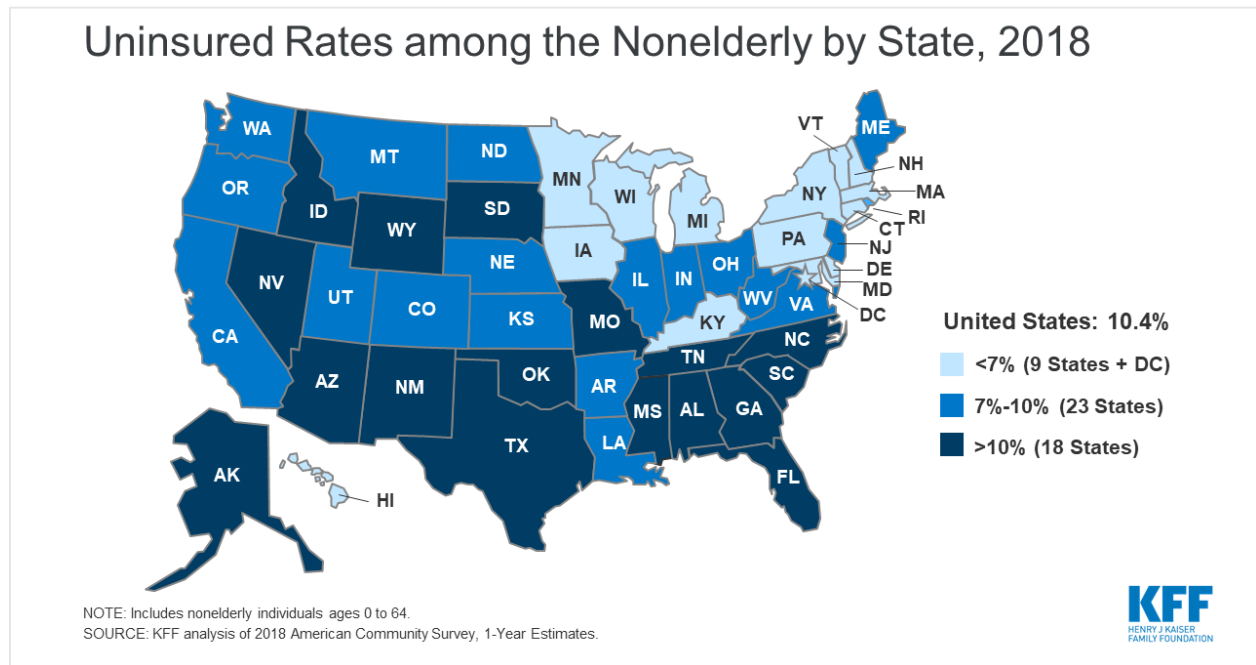 Uninsured Rates among the Nonelderly by State, 2018
WA
MT
ND
MN
VT
ME
NH
OR
ID
SD
WI
NY
MA
WY
MI
RI
CT
IA
PA
NE
NJ
NV
IL
IN
OH
DE
UT
CO
WV
MD
VA
CA
KS
MO
KY
DC
NC
TN
AZ
NM
OK
AR
SC
MS
AL
GA
TX
LA
AK
FL
HI
United States: 10.4%
<7% (9 States + DC)
7%-10% (23 States)
>10% (18 States)
NOTE: Includes nonelderly individuals ages 0 to 64.
SOURCE: KFF analysis of 2018 American Community Survey, 1-Year Estimates.
KFF
HENRY J KAISER
FAMILY FOUNDATION